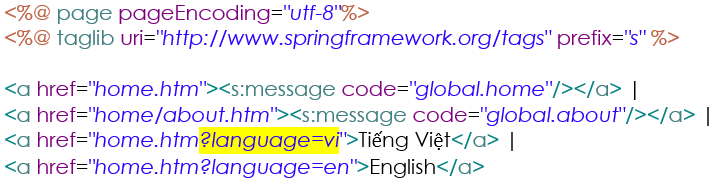 <%@ page pageEncoding="utf-8"%>
<%@ taglib uri="http://www.springframework.org/tags" prefix="s" %>
<a href="home.htm"><s:message code="global.home"/></a> |
<a href="home/about.htm"><s:message code="global.about"/></a> |
<a href="home.htm?language=vi">Tiếng Việt</a> |
<a href="home.htm?language=en">English</a>